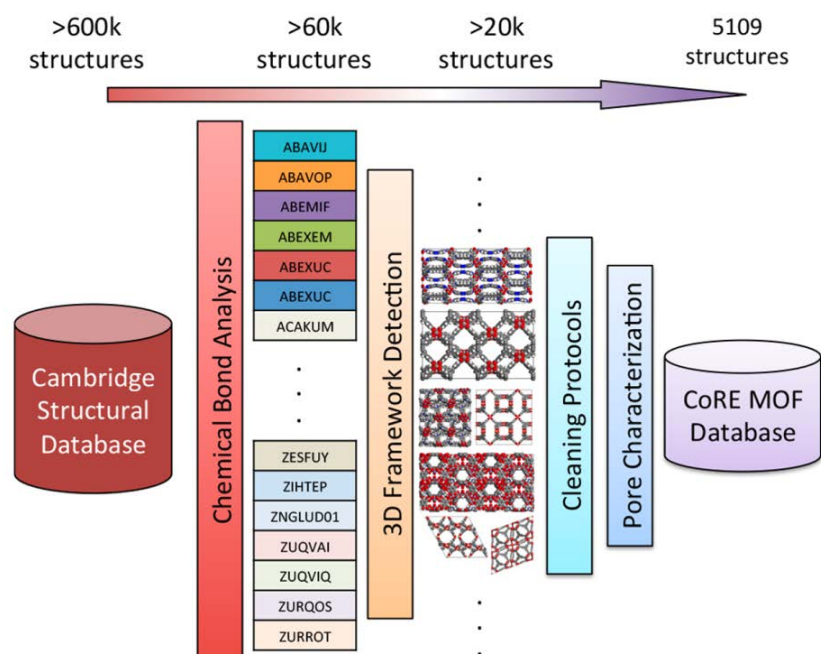 >600k
structures
>60k
structures
>20k
structures
5109
structures
Cambridge
Structural
Database
Chemical Bond Analysis
ABAVIJ
ABAVOP
ABEMIF
ABEXEM
ABEXUC
ABEXUC
ACAKUM
ZESFUY
ZIHTEP
ZNGLUD01
ZUQVAI
ZUQVIQ
ZURQOS
ZURROT
3D Framework Detection
Cleaning Protocols
Pore Characterization
CoRE MOF
Database